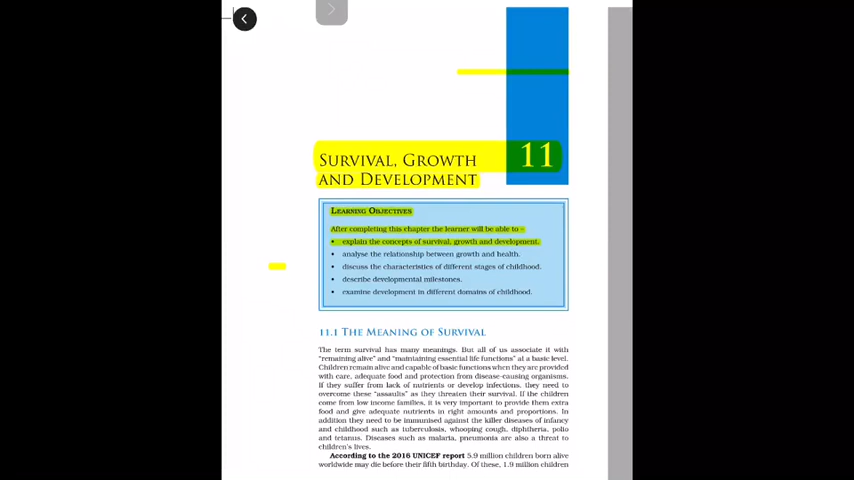 11
SURVIVAL, GROWTH
AND DEVELOPMENT
LEARNING OBJECTIVES
After completing this chapter the learner will be able to –
• explain the concepts of survival, growth and development.
• analyse the relationship between growth and health.
• discuss the characteristics of different stages of childhood.
• describe developmental milestones.
• examine development in different domains of childhood.
11.1 THE MEANING OF SURVIVAL
The term survival has many meanings. But all of us associate it with
“remaining alive” and “maintaining essential life functions” at a basic level.
Children remain alive and capable of basic functions when they are provided
with care, adequate food and protection from disease-causing organisms.
If they suffer from lack of nutrients or develop infections, they need to
overcome these “assaults” as they threaten their survival. If the children
come from low income families, it is very important to provide them extra
food and give adequate nutrients in right amounts and proportions. In
addition they need to be immunised against the killer diseases of infancy
and childhood such as tuberculosis, whooping cough, diphtheria, polio
and tetanus. Diseases such as malaria, pneumonia are also a threat to
children's lives.
According to the 2016 UNICEF report 5.9 million children born alive
worldwide may die before their fifth birthday. Of these, 1.9 million children